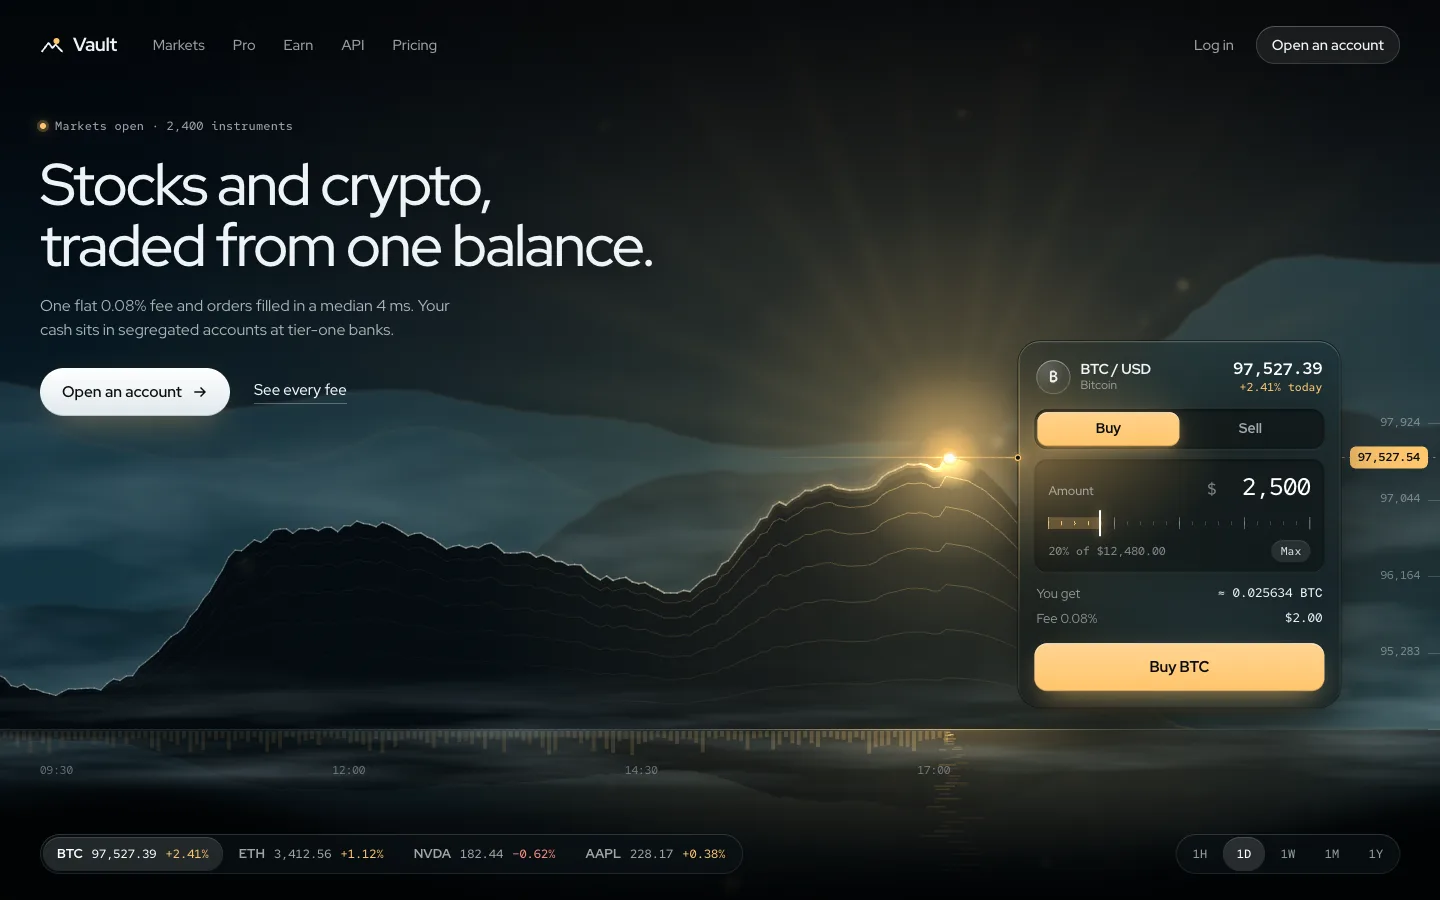 Vault
Markets
Pro
Earn
API
Pricing
Log in
Open an account
Markets open · 2,400 instruments
Stocks and crypto,
traded from one balance.
One flat 0.08% fee and orders filled in a median 4 ms. Your
cash sits in segregated accounts at tier-one banks.
Open an account →
See every fee
BTC / USD
Bitcoin
97,527.39
+2.41% today
Buy
Sell
Amount
$ 2,500
20% of $12,480.00
Max
You get
≈ 0.025634 BTC
Fee 0.08%
$2.00
Buy BTC
97,924
97,527.54
97,044
96,164
95,283
09:30
12:00
14:30
17:00
BTC 97,527.39 +2.41%
ETH 3,412.56 +1.12%
NVDA 182.44 −0.62%
AAPL 228.17 +0.38%
1H
1D
1W
1M
1Y